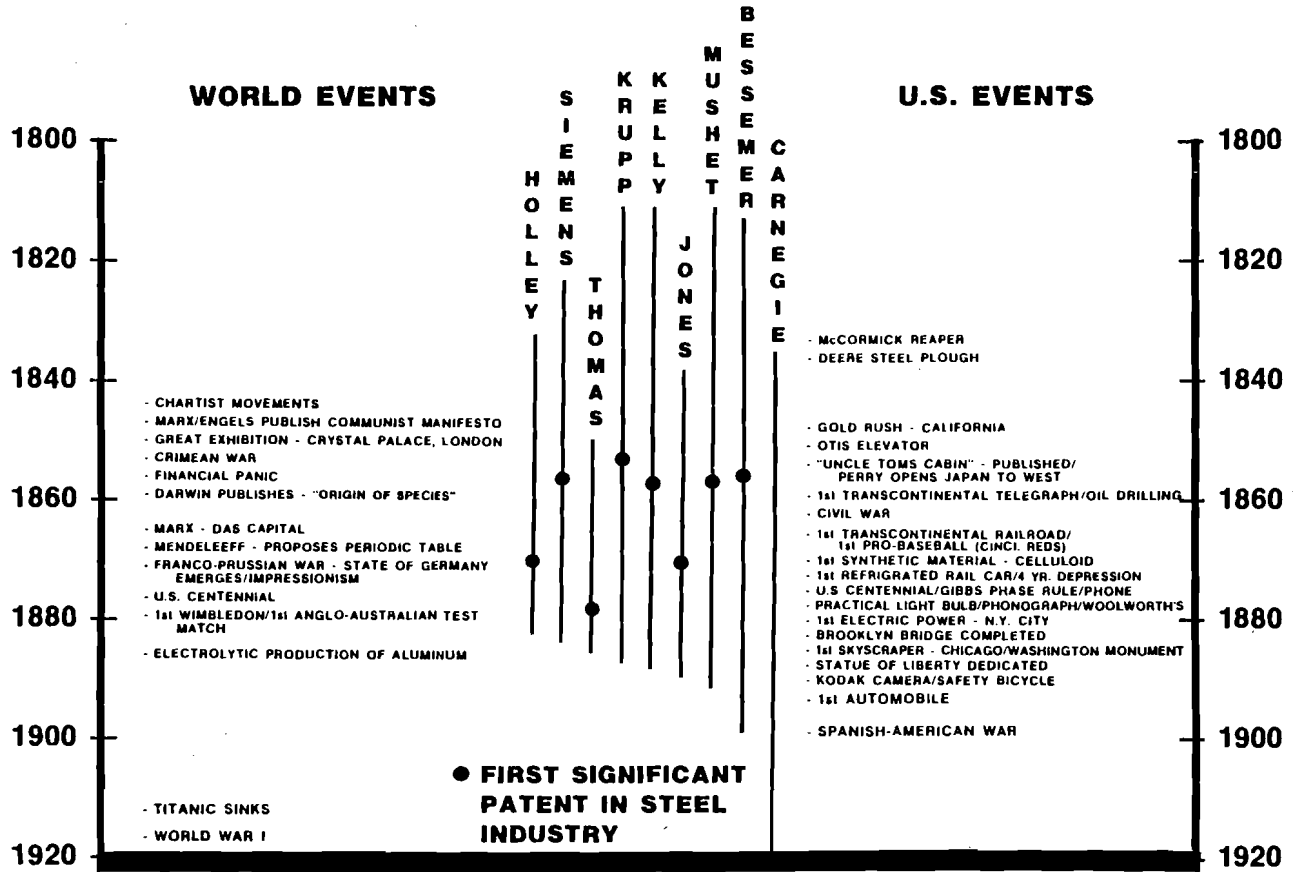 WORLD EVENTS
U.S. EVENTS
HOLLEY
SIEMENS
THOMAS
KRUPP
KELLY
JONES
MUSHET
BESSEMER
CARNEGIE
1800
1820
1840
1860
1880
1900
1920
- CHARTIST MOVEMENTS
- MARX/ENGELS PUBLISH COMMUNIST MANIFESTO
- GREAT EXHIBITION - CRYSTAL PALACE, LONDON
- CRIMEAN WAR
- FINANCIAL PANIC
- DARWIN PUBLISHES - "ORIGIN OF SPECIES"
- MARX - DAS CAPITAL
- MENDELEEFF - PROPOSES PERIODIC TABLE
- FRANCO-PRUSSIAN WAR - STATE OF GERMANY
EMERGES/IMPRESSIONISM
- U.S. CENTENNIAL
- 1st WIMBLEDON/1st ANGLO-AUSTRALIAN TEST
MATCH
- ELECTROLYTIC PRODUCTION OF ALUMINUM
- TITANIC SINKS
- WORLD WAR I
● FIRST SIGNIFICANT
PATENT IN STEEL
INDUSTRY
- McCORMICK REAPER
- DEERE STEEL PLOUGH
- GOLD RUSH - CALIFORNIA
- OTIS ELEVATOR
- "UNCLE TOMS CABIN" - PUBLISHED/
PERRY OPENS JAPAN TO WEST
- 1st TRANSCONTINENTAL TELEGRAPH/OIL DRILLING
- CIVIL WAR
- 1st TRANSCONTINENTAL RAILROAD/
1st PRO-BASEBALL (CINCI. REDS)
- 1st SYNTHETIC MATERIAL - CELLULOID
- 1st REFRIGRATED RAIL CAR/4 YR. DEPRESSION
- U.S CENTENNIAL/GIBBS PHASE RULE/PHONE
- PRACTICAL LIGHT BULB/PHONOGRAPH/WOOLWORTH'S
- 1st ELECTRIC POWER - N.Y. CITY
- BROOKLYN BRIDGE COMPLETED
- 1st SKYSCRAPER - CHICAGO/WASHINGTON MONUMENT
- STATUE OF LIBERTY DEDICATED
- KODAK CAMERA/SAFETY BICYCLE
- 1st AUTOMOBILE
- SPANISH-AMERICAN WAR
1800
1820
1840
1860
1880
1900
1920